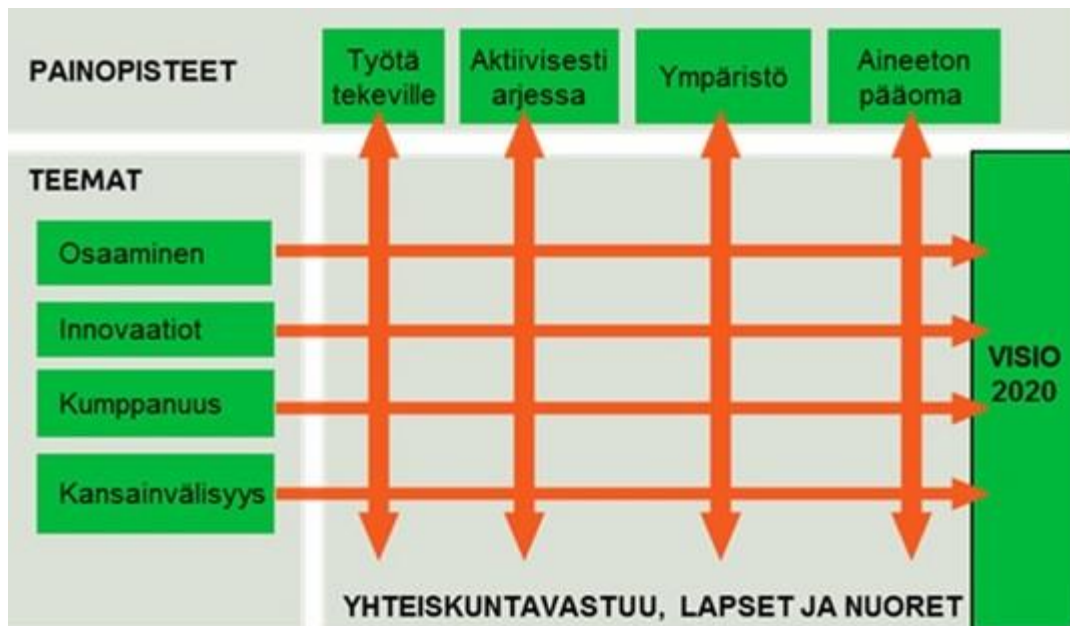 PAINOPISTEET
Työtä
tekeville
Aktiivisesti
arjessa
Ympäristö
Aineeton
pääoma
TEEMAT
Osaaminen
Innovaatiot
Kumppanuus
Kansainvälisyys
VISIO
2020
YHTEISKUNTAVASTUU, LAPSET JA NUORET